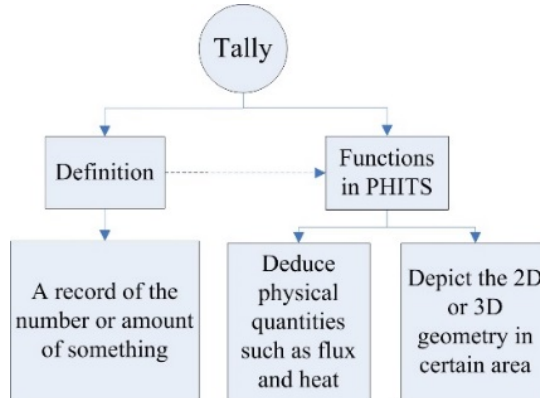 Tally
Definition
Functions
in PHITS
A record of the
number or amount
of something
Deduce
physical
quantities
such as flux
and heat
Depict the 2D
or 3D
geometry in
certain area